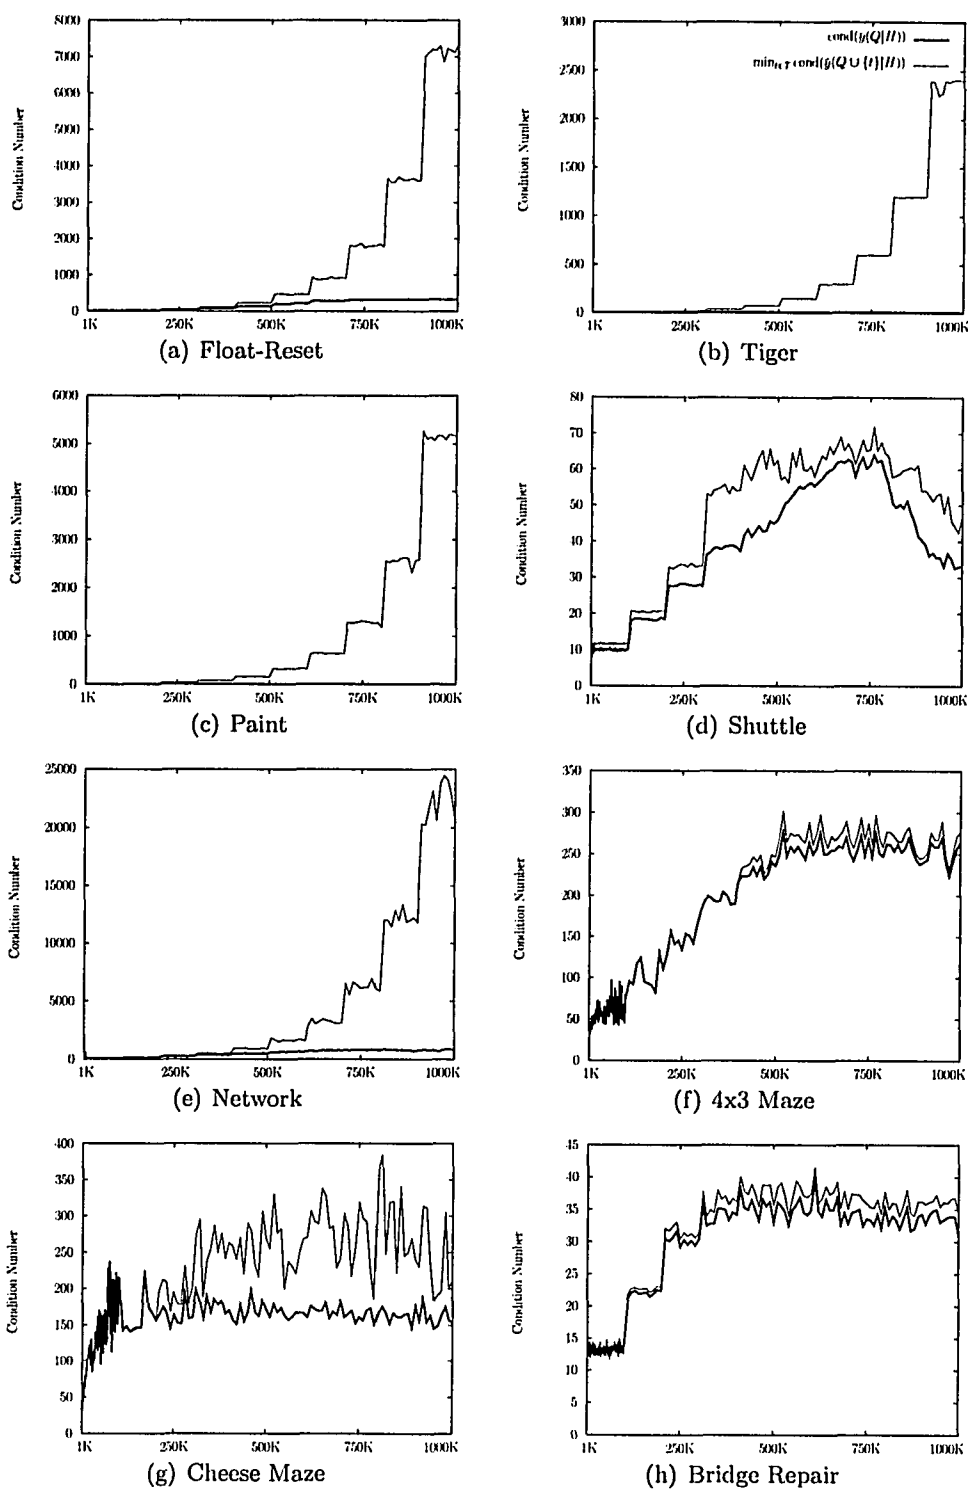 8000
7000
6000
5000
4000
3000
2000
1000
0
Condition Number
1K 250K 500K 750K 1000K
(a) Float-Reset
3000
2500
2000
1500
1000
500
0
Condition Number
1K 250K 500K 750K 1000K
(b) Tiger
6000
5000
4000
3000
2000
1000
0
Condition Number
1K 250K 500K 750K 1000K
(c) Paint
80
70
60
50
40
30
20
10
0
Condition Number
1K 250K 500K 750K 1000K
(d) Shuttle
25000
20000
15000
10000
5000
0
Condition Number
1K 250K 500K 750K 1000K
(e) Network
350
300
250
200
150
100
50
0
Condition Number
1K 250K 500K 750K 1000K
(f) 4x3 Maze
400
350
300
250
200
150
100
50
0
Condition Number
1K 250K 500K 750K 1000K
(g) Cheese Maze
45
40
35
30
25
20
15
10
5
0
Condition Number
1K 250K 500K 750K 1000K
(h) Bridge Repair